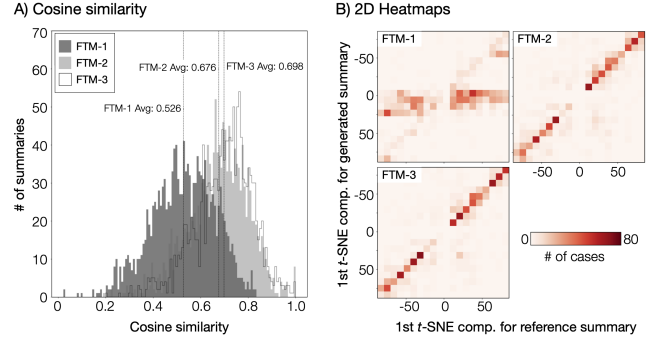 A) Cosine similarity
70
60
50
40
30
20
10
0
# of summaries
FTM-1
FTM-2
FTM-3
FTM-2 Avg: 0.676
FTM-3 Avg: 0.698
FTM-1 Avg: 0.526
0 0.2 0.4 0.6 0.8 1.0
Cosine similarity
B) 2D Heatmaps
1st t-SNE comp. for generated summary
FTM-1
FTM-2
-50
0
50
-50 0 50
FTM-3
-50
0
50
-50 0 50
0 80
# of cases
1st t-SNE comp. for reference summary